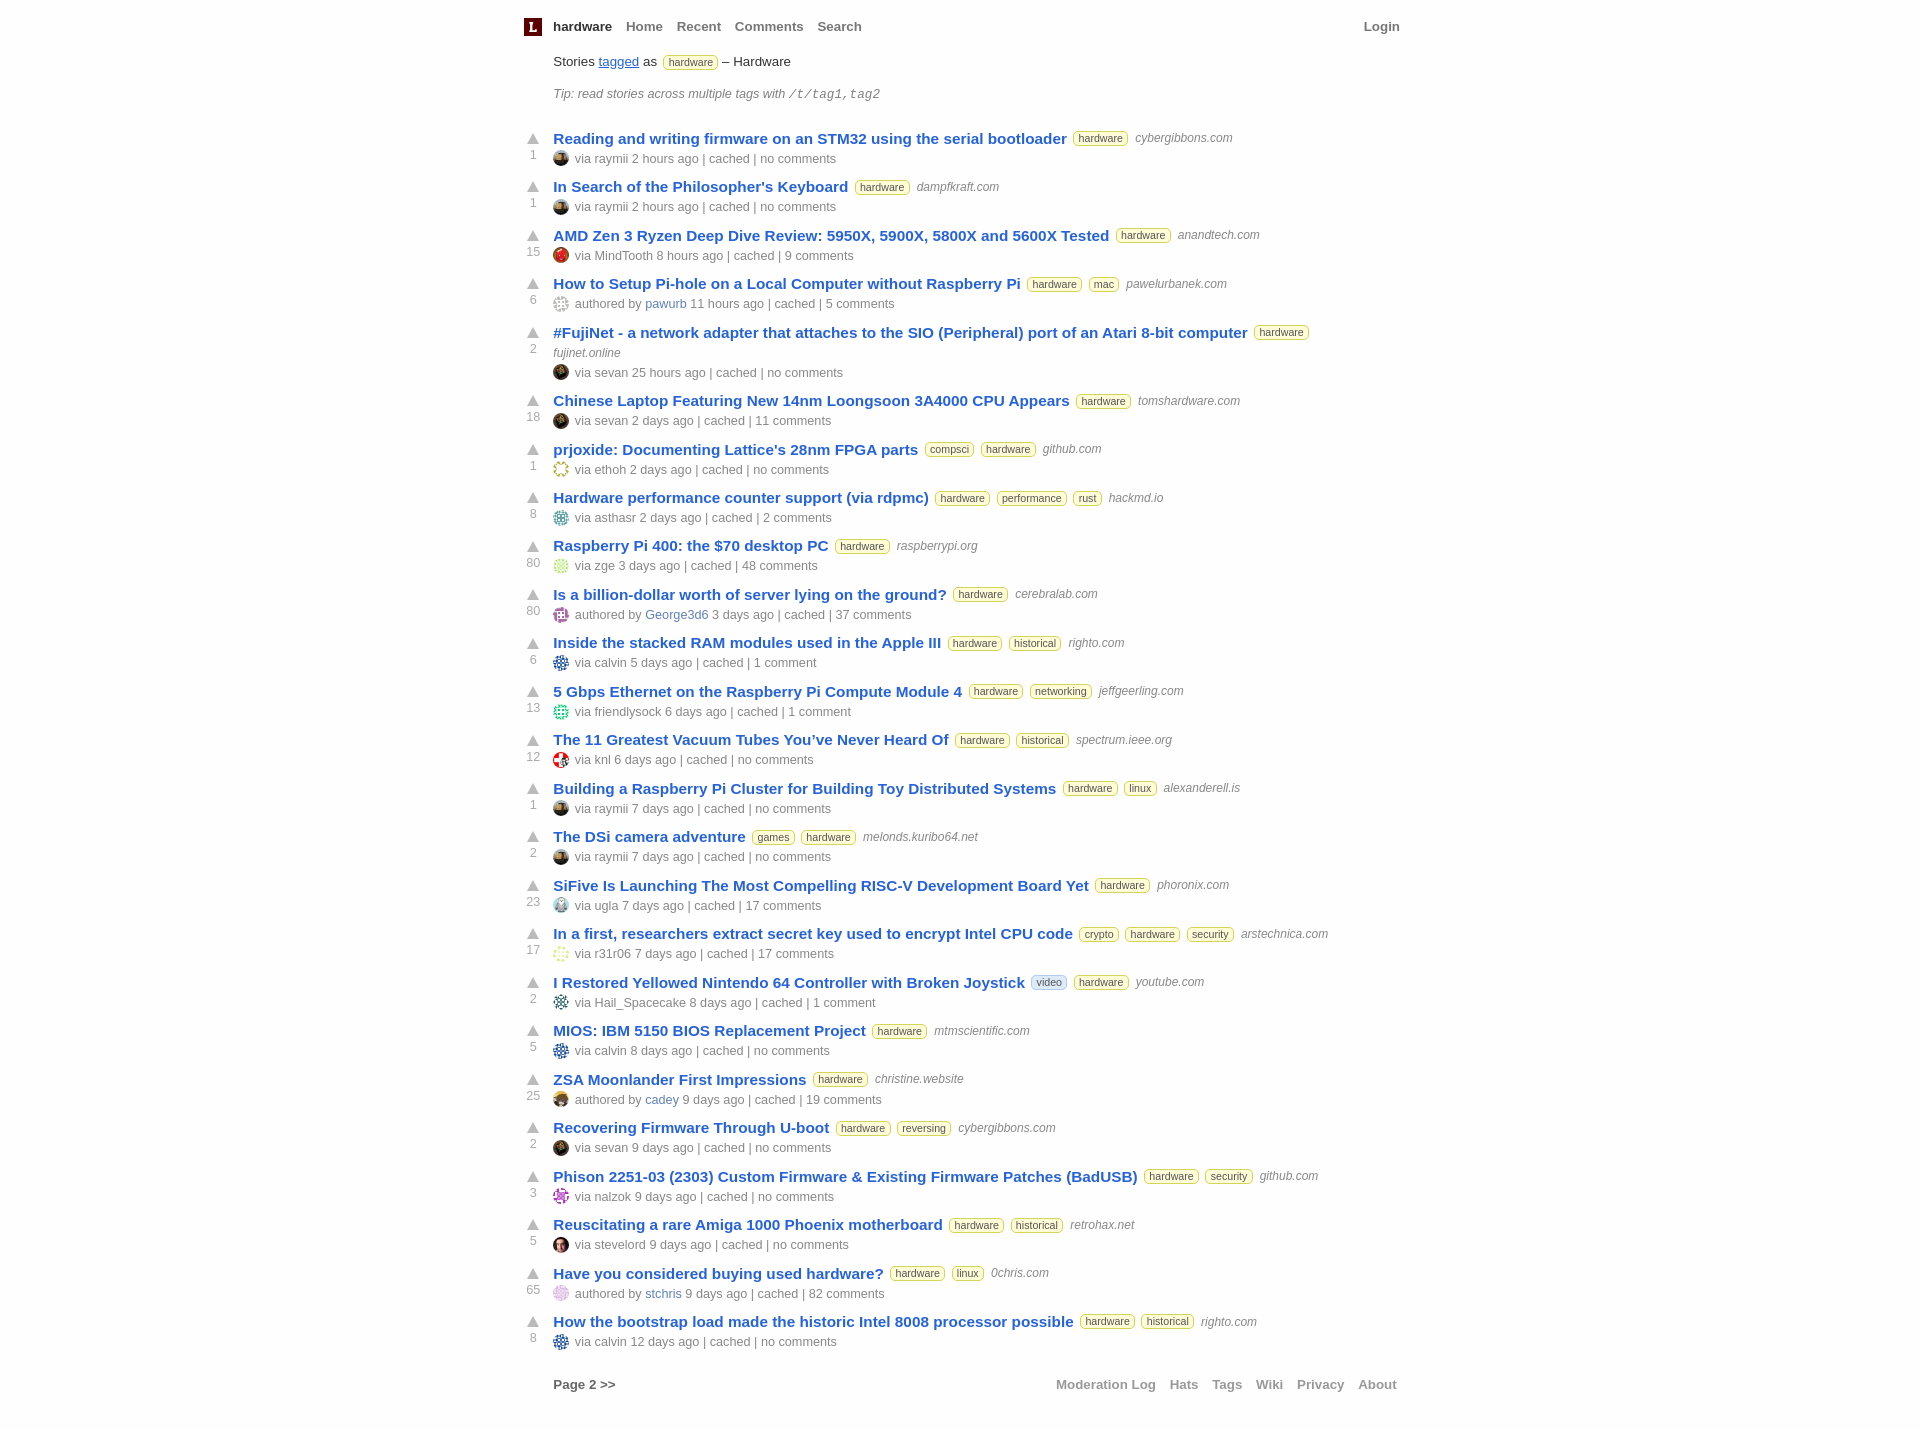 L hardware Home Recent Comments Search Login
Stories tagged as hardware – Hardware
Tip: read stories across multiple tags with /t/tag1,tag2
Reading and writing firmware on an STM32 using the serial bootloader hardware cybergibbons.com
1 via raymii 2 hours ago | cached | no comments
In Search of the Philosopher's Keyboard hardware dampfkraft.com
1 via raymii 2 hours ago | cached | no comments
AMD Zen 3 Ryzen Deep Dive Review: 5950X, 5900X, 5800X and 5600X Tested hardware anandtech.com
15 via MindTooth 8 hours ago | cached | 9 comments
How to Setup Pi-hole on a Local Computer without Raspberry Pi hardware mac pawelurbanek.com
6 authored by pawurb 11 hours ago | cached | 5 comments
#FujiNet - a network adapter that attaches to the SIO (Peripheral) port of an Atari 8-bit computer hardware
2 fujinet.online
via sevan 25 hours ago | cached | no comments
Chinese Laptop Featuring New 14nm Loongsoon 3A4000 CPU Appears hardware tomshardware.com
18 via sevan 2 days ago | cached | 11 comments
prjoxide: Documenting Lattice's 28nm FPGA parts compsci hardware github.com
1 via ethoh 2 days ago | cached | no comments
Hardware performance counter support (via rdpmc) hardware performance rust hackmd.io
8 via asthasr 2 days ago | cached | 2 comments
Raspberry Pi 400: the $70 desktop PC hardware raspberrypi.org
80 via zge 3 days ago | cached | 48 comments
Is a billion-dollar worth of server lying on the ground? hardware cerebralab.com
80 authored by George3d6 3 days ago | cached | 37 comments
Inside the stacked RAM modules used in the Apple III hardware historical righto.com
6 via calvin 5 days ago | cached | 1 comment
5 Gbps Ethernet on the Raspberry Pi Compute Module 4 hardware networking jeffgeerling.com
13 via friendlysock 6 days ago | cached | 1 comment
The 11 Greatest Vacuum Tubes You’ve Never Heard Of hardware historical spectrum.ieee.org
12 via knl 6 days ago | cached | no comments
Building a Raspberry Pi Cluster for Building Toy Distributed Systems hardware linux alexanderell.is
1 via raymii 7 days ago | cached | no comments
The DSi camera adventure games hardware melonds.kuribo64.net
2 via raymii 7 days ago | cached | no comments
SiFive Is Launching The Most Compelling RISC-V Development Board Yet hardware phoronix.com
23 via ugla 7 days ago | cached | 17 comments
In a first, researchers extract secret key used to encrypt Intel CPU code crypto hardware security arstechnica.com
17 via r31r06 7 days ago | cached | 17 comments
I Restored Yellowed Nintendo 64 Controller with Broken Joystick video hardware youtube.com
2 via Hail_Spacecake 8 days ago | cached | 1 comment
MIOS: IBM 5150 BIOS Replacement Project hardware mtmscientific.com
5 via calvin 8 days ago | cached | no comments
ZSA Moonlander First Impressions hardware christine.website
25 authored by cadey 9 days ago | cached | 19 comments
Recovering Firmware Through U-boot hardware reversing cybergibbons.com
2 via sevan 9 days ago | cached | no comments
Phison 2251-03 (2303) Custom Firmware & Existing Firmware Patches (BadUSB) hardware security github.com
3 via nalzok 9 days ago | cached | no comments
Reuscitating a rare Amiga 1000 Phoenix motherboard hardware historical retrohax.net
5 via stevelord 9 days ago | cached | no comments
Have you considered buying used hardware? hardware linux 0chris.com
65 authored by stchris 9 days ago | cached | 82 comments
How the bootstrap load made the historic Intel 8008 processor possible hardware historical righto.com
8 via calvin 12 days ago | cached | no comments
Page 2 >> Moderation Log Hats Tags Wiki Privacy About